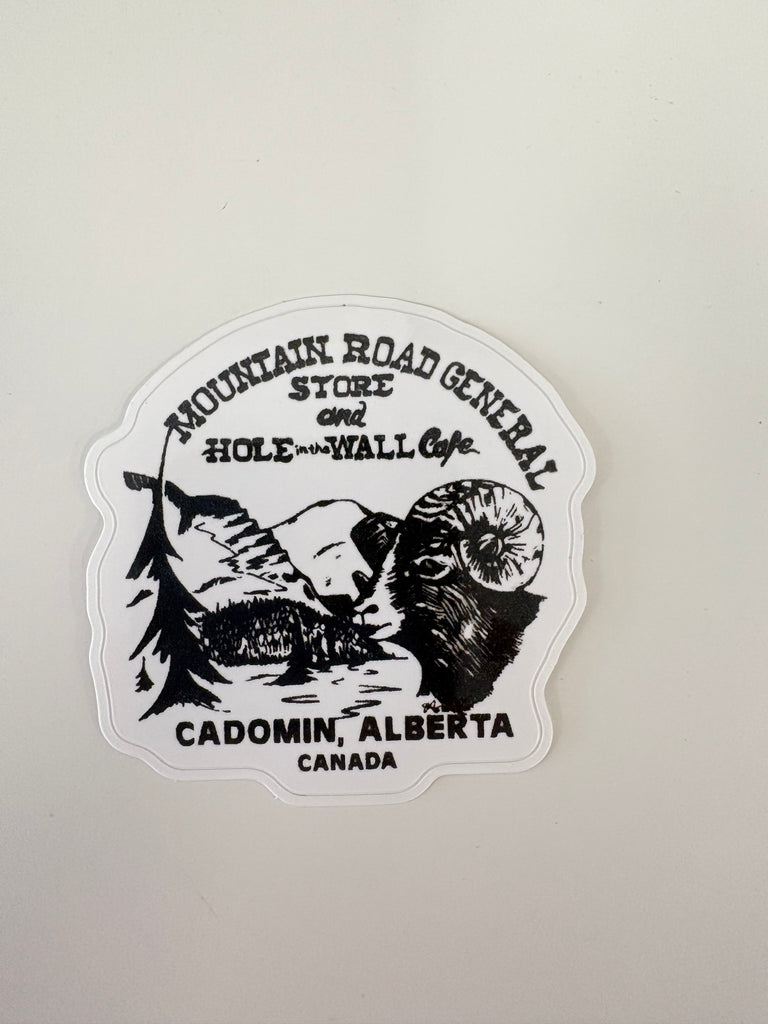 MOUNTAIN ROAD GENERAL
STORE
and
HOLE in the WALL Cafe
CADOMIN, ALBERTA
CANADA